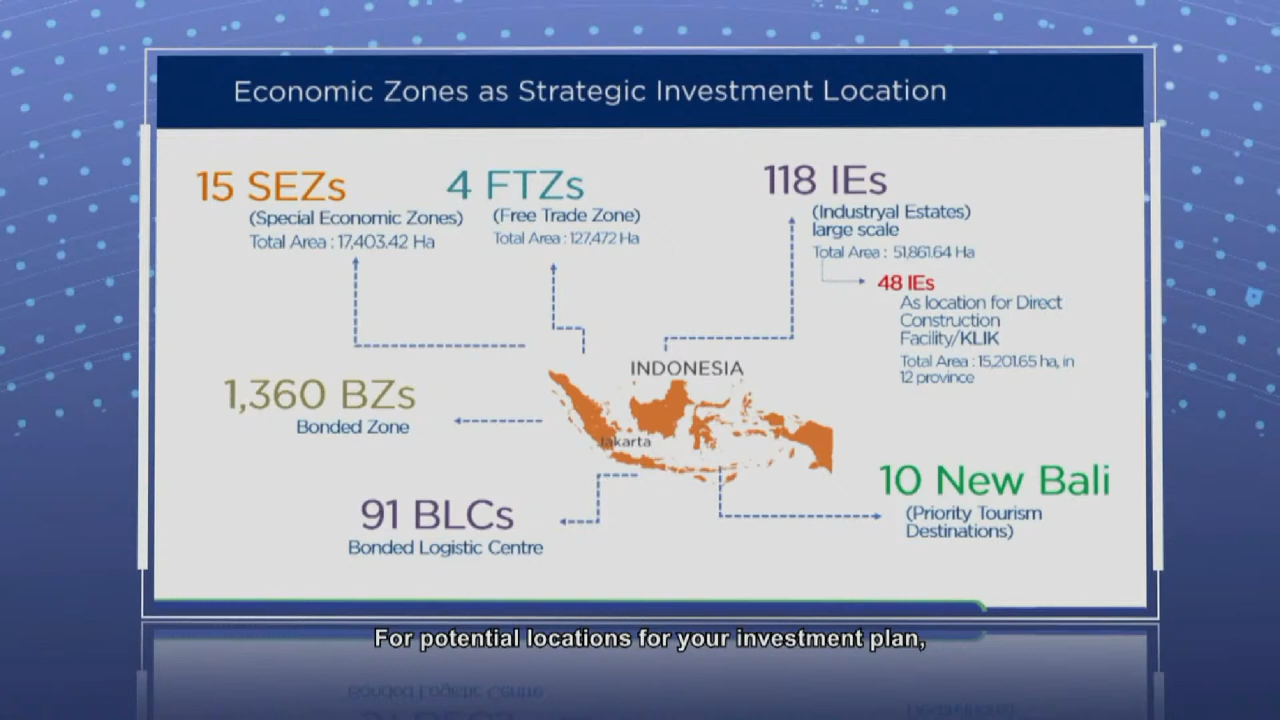 Economic Zones as Strategic Investment Location
15 SEZs
(Special Economic Zones)
Total Area : 17,403.42 Ha
4 FTZs
(Free Trade Zone)
Total Area : 127,472 Ha
118 IEs
(Industryal Estates)
large scale
Total Area : 51,861.64 Ha
48 IEs
As location for Direct
Construction
Facility/KLIK
Total Area : 15,201.65 ha, in
12 province
INDONESIA
Jakarta
1,360 BZs
Bonded Zone
91 BLCs
Bonded Logistic Centre
10 New Bali
(Priority Tourism
Destinations)
For potential locations for your investment plan,